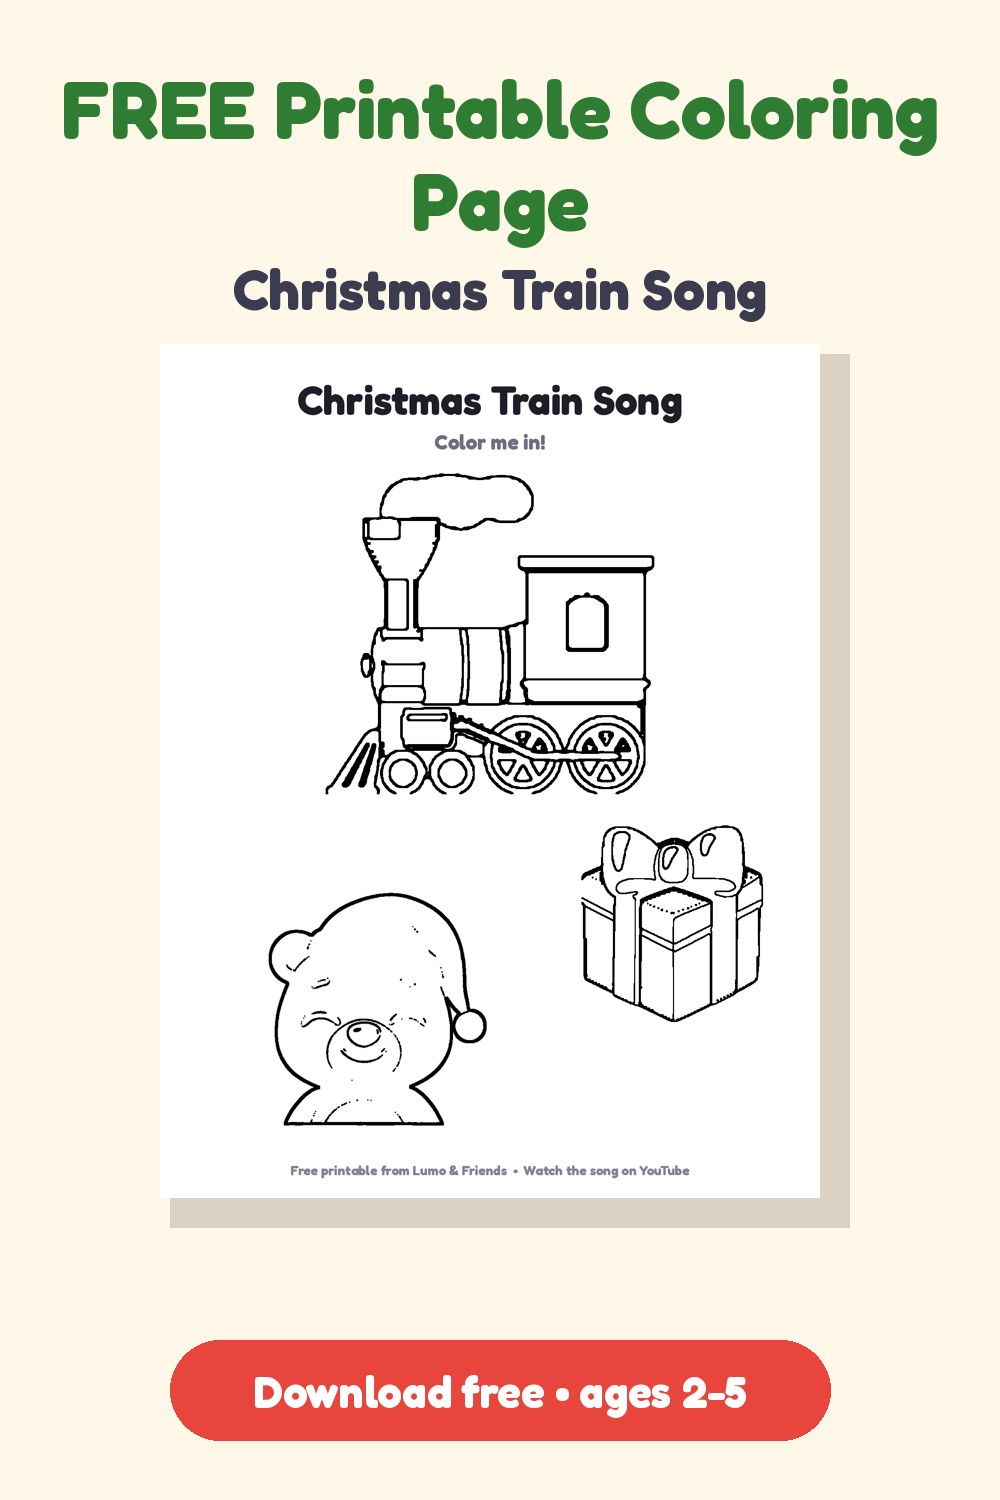 FREE Printable Coloring
Page
Christmas Train Song
Christmas Train Song
Color me in!
Free printable from Lumo & Friends • Watch the song on YouTube
Download free • ages 2-5